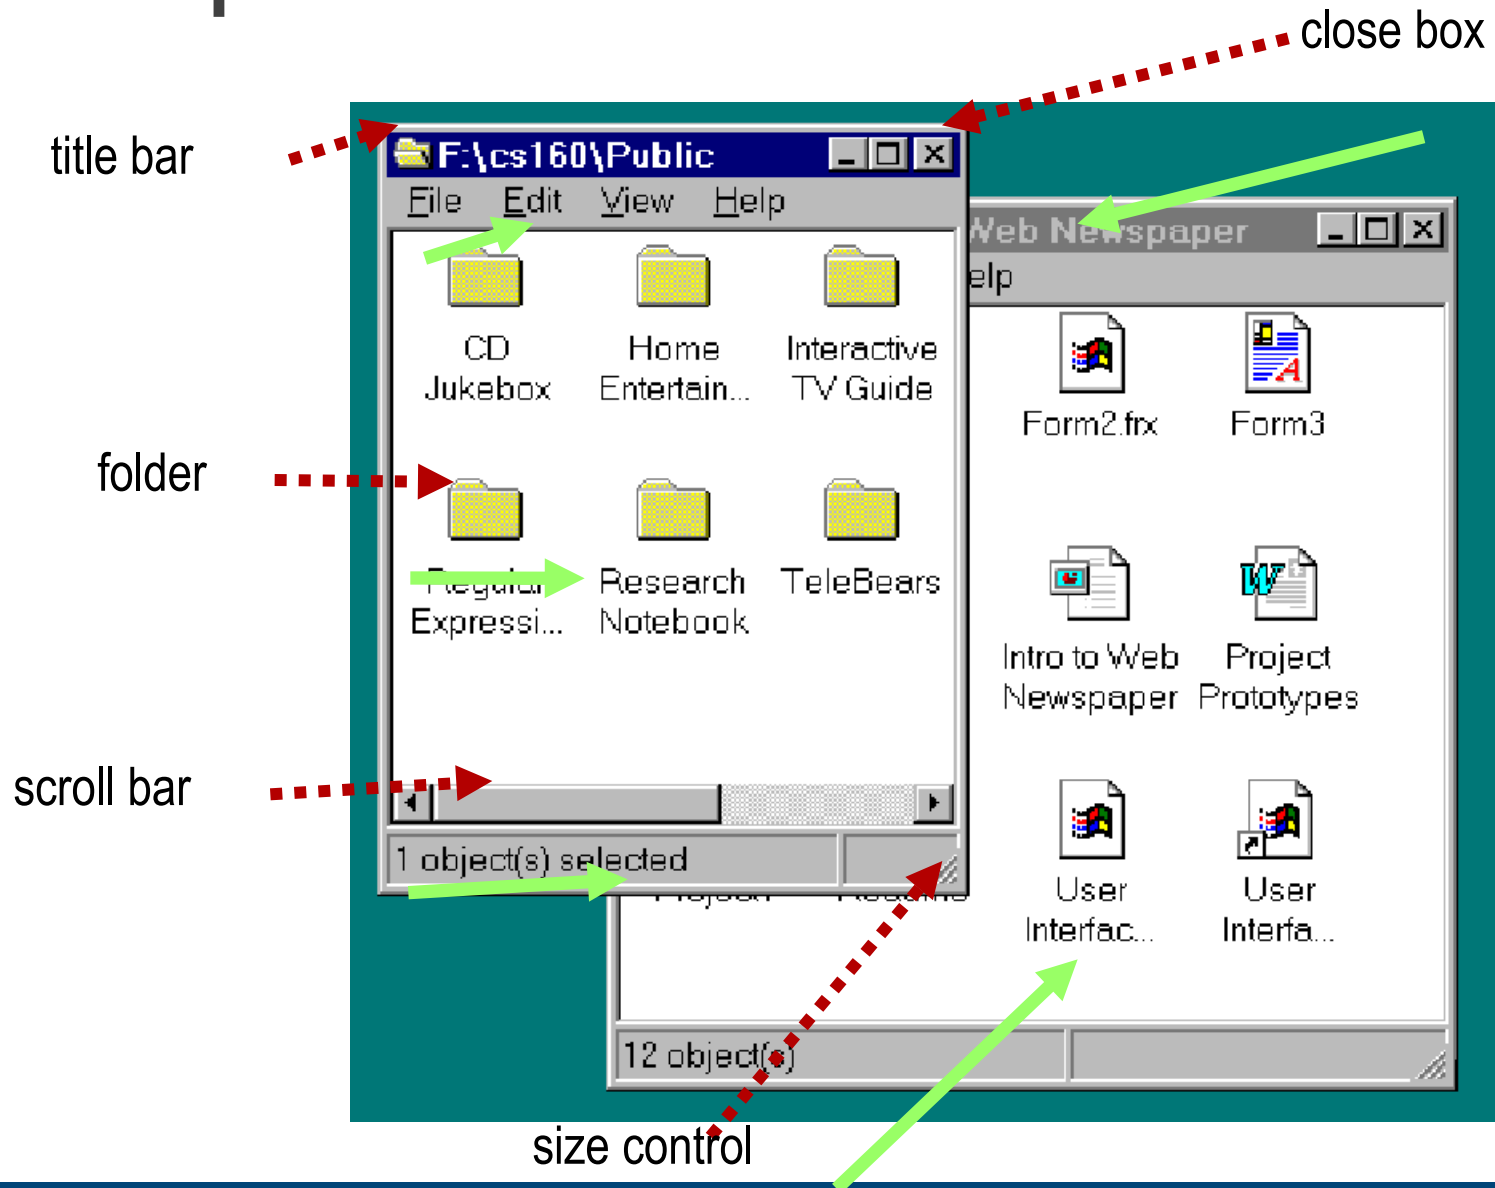 close box
title bar
F:\cs160\Public
File Edit View Help
Web Newspaper
elp
CD
Jukebox
Home
Entertain...
Interactive
TV Guide
Form2.frx
Form3
folder
Regular
Expressi...
Research
Notebook
TeleBears
Intro to Web
Newspaper
Project
Prototypes
scroll bar
1 object(s) selected
User
Interfac...
User
Interfa...
12 object(s)
size control